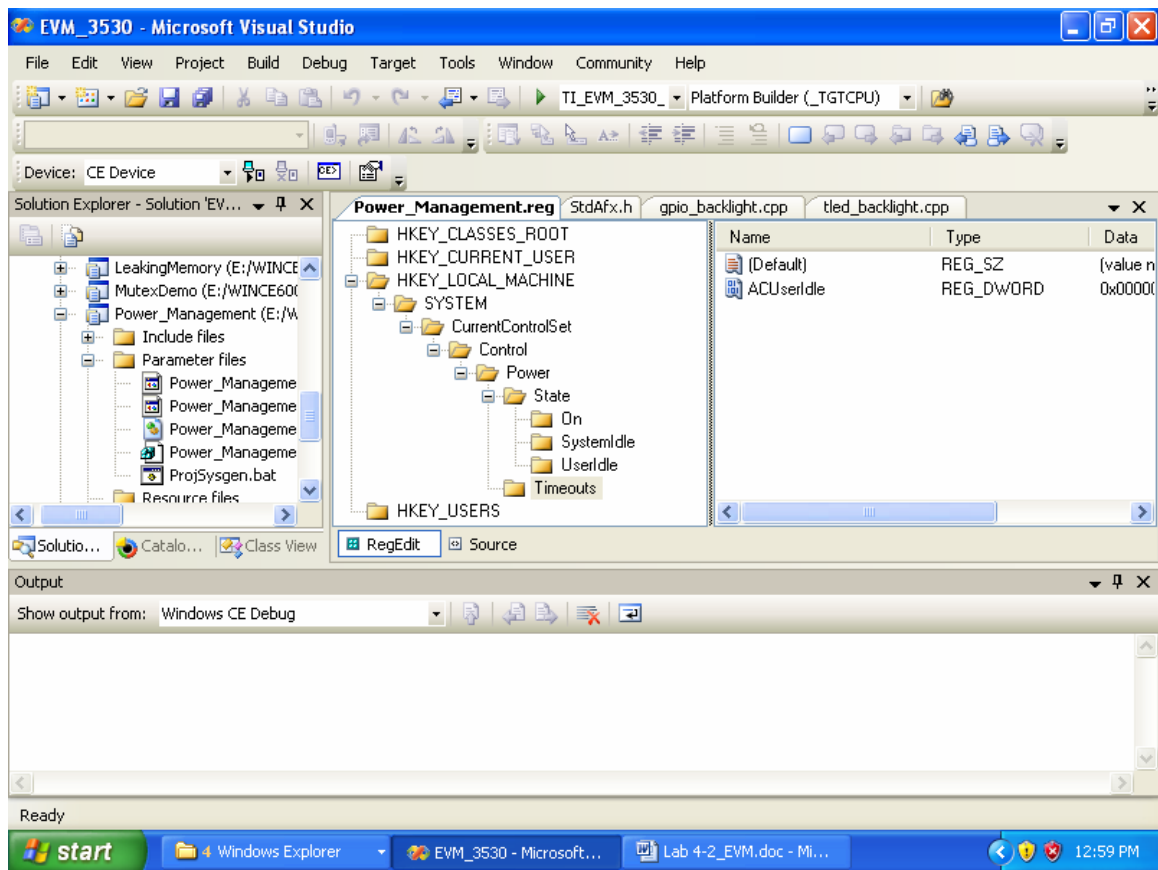 EVM_3530 - Microsoft Visual Studio
File Edit View Project Build Debug Target Tools Window Community Help
TI_EVM_3530_ Platform Builder (_TGTCPU)
Device: CE Device
Solution Explorer - Solution 'EV...
LeakingMemory (E:/WINCE
MutexDemo (E:/WINCE60(
Power_Management (E:/W
Include files
Parameter files
Power_Manageme
Power_Manageme
Power_Manageme
Power_Manageme
ProjSysgen.bat
Resource files
Solutio... Catalo... Class View
Power_Management.reg StdAfx.h gpio_backlight.cpp tled_backlight.cpp
HKEY_CLASSES_ROOT
HKEY_CURRENT_USER
HKEY_LOCAL_MACHINE
SYSTEM
CurrentControlSet
Control
Power
State
On
SystemIdle
UserIdle
Timeouts
HKEY_USERS
Name Type Data
(Default) REG_SZ (value n
ACUserIdle REG_DWORD 0x00000
RegEdit Source
Output
Show output from: Windows CE Debug
Ready
start 4 Windows Explorer EVM_3530 - Microsoft... Lab 4-2_EVM.doc - Mi... 12:59 PM